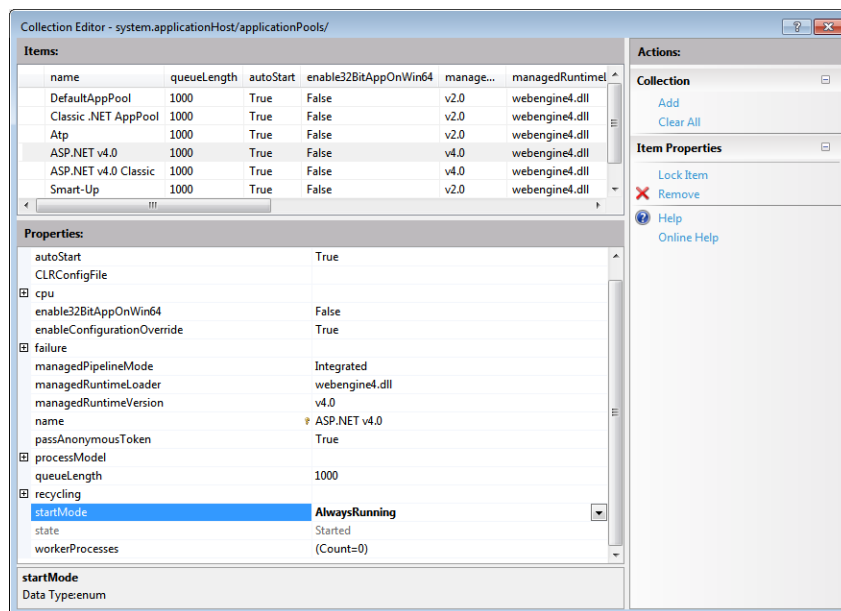 Collection Editor - system.applicationHost/applicationPools/
Items:
name queueLength autoStart enable32BitAppOnWin64 manage... managedRuntimeL
DefaultAppPool 1000 True False v2.0 webengine4.dll
Classic .NET AppPool 1000 True False v2.0 webengine4.dll
Atp 1000 True False v2.0 webengine4.dll
ASP.NET v4.0 1000 True False v4.0 webengine4.dll
ASP.NET v4.0 Classic 1000 True False v4.0 webengine4.dll
Smart-Up 1000 True False v2.0 webengine4.dll
Properties:
autoStart True
CLRConfigFile
cpu
enable32BitAppOnWin64 False
enableConfigurationOverride True
failure
managedPipelineMode Integrated
managedRuntimeLoader webengine4.dll
managedRuntimeVersion v4.0
name ASP.NET v4.0
passAnonymousToken True
processModel
queueLength 1000
recycling
startMode AlwaysRunning
state Started
workerProcesses (Count=0)
startMode
Data Type:enum
Actions:
Collection
Add
Clear All
Item Properties
Lock Item
Remove
Help
Online Help